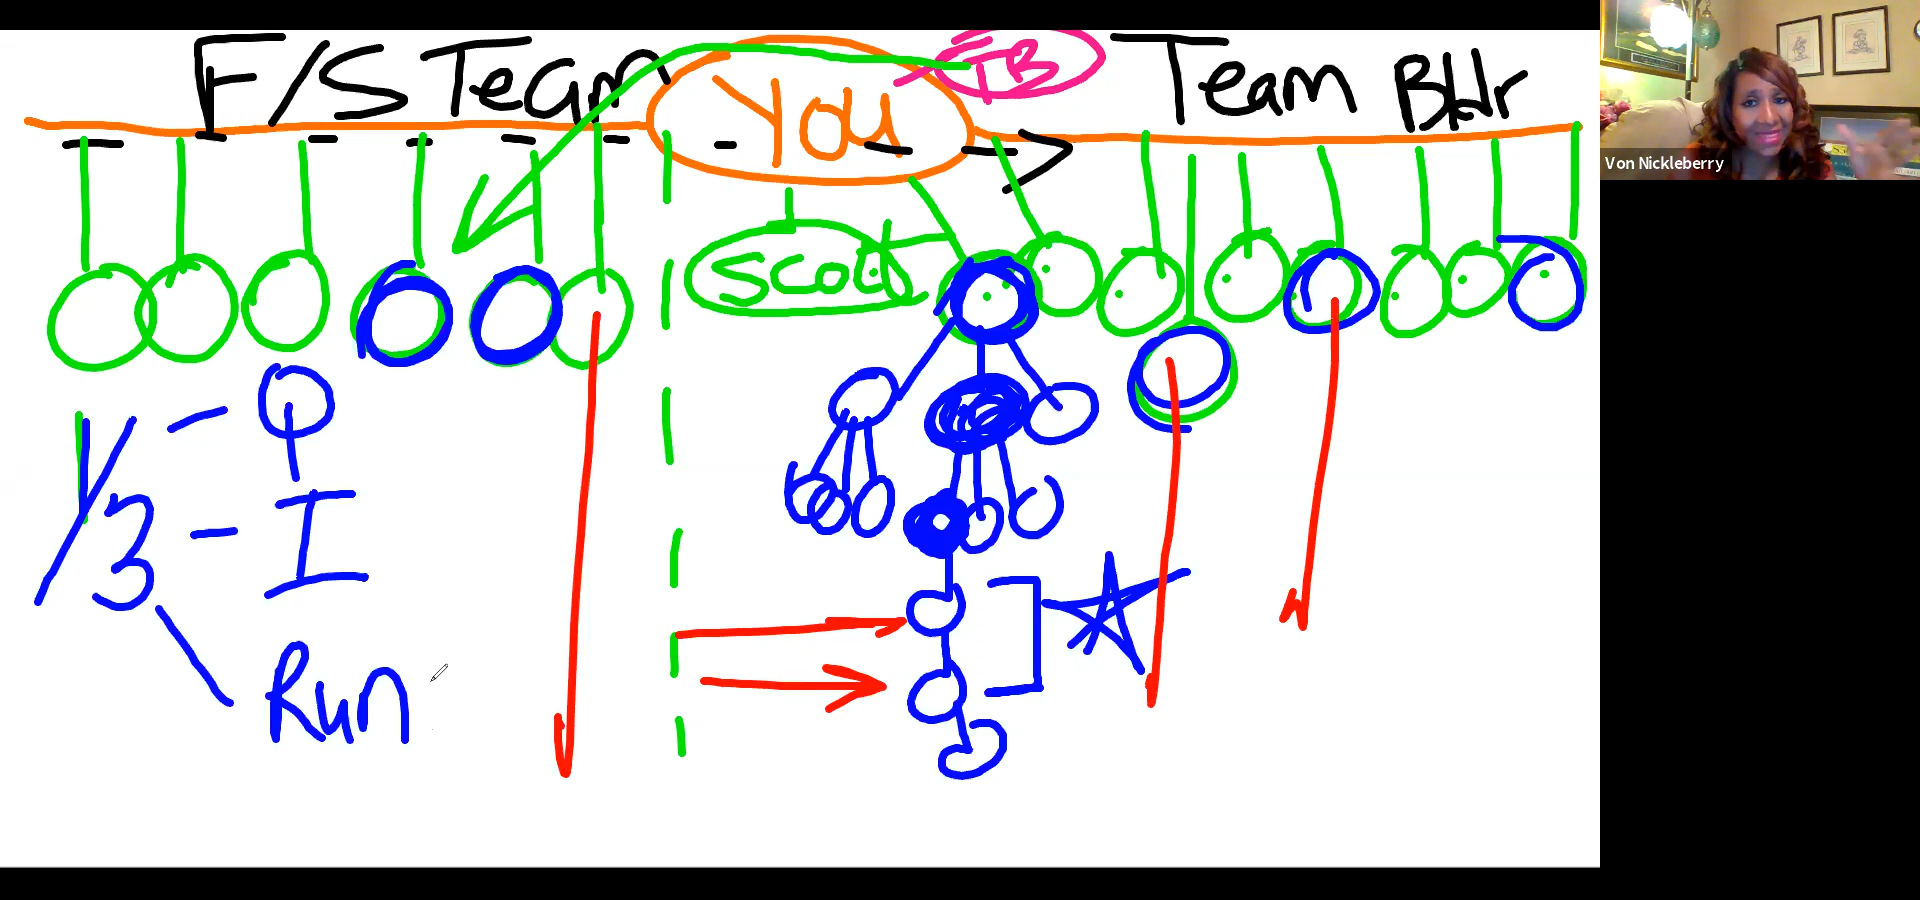 F/S Team You TB Team Bldr
Von Nickleberry
Scott
1/3 - O
- I
Run